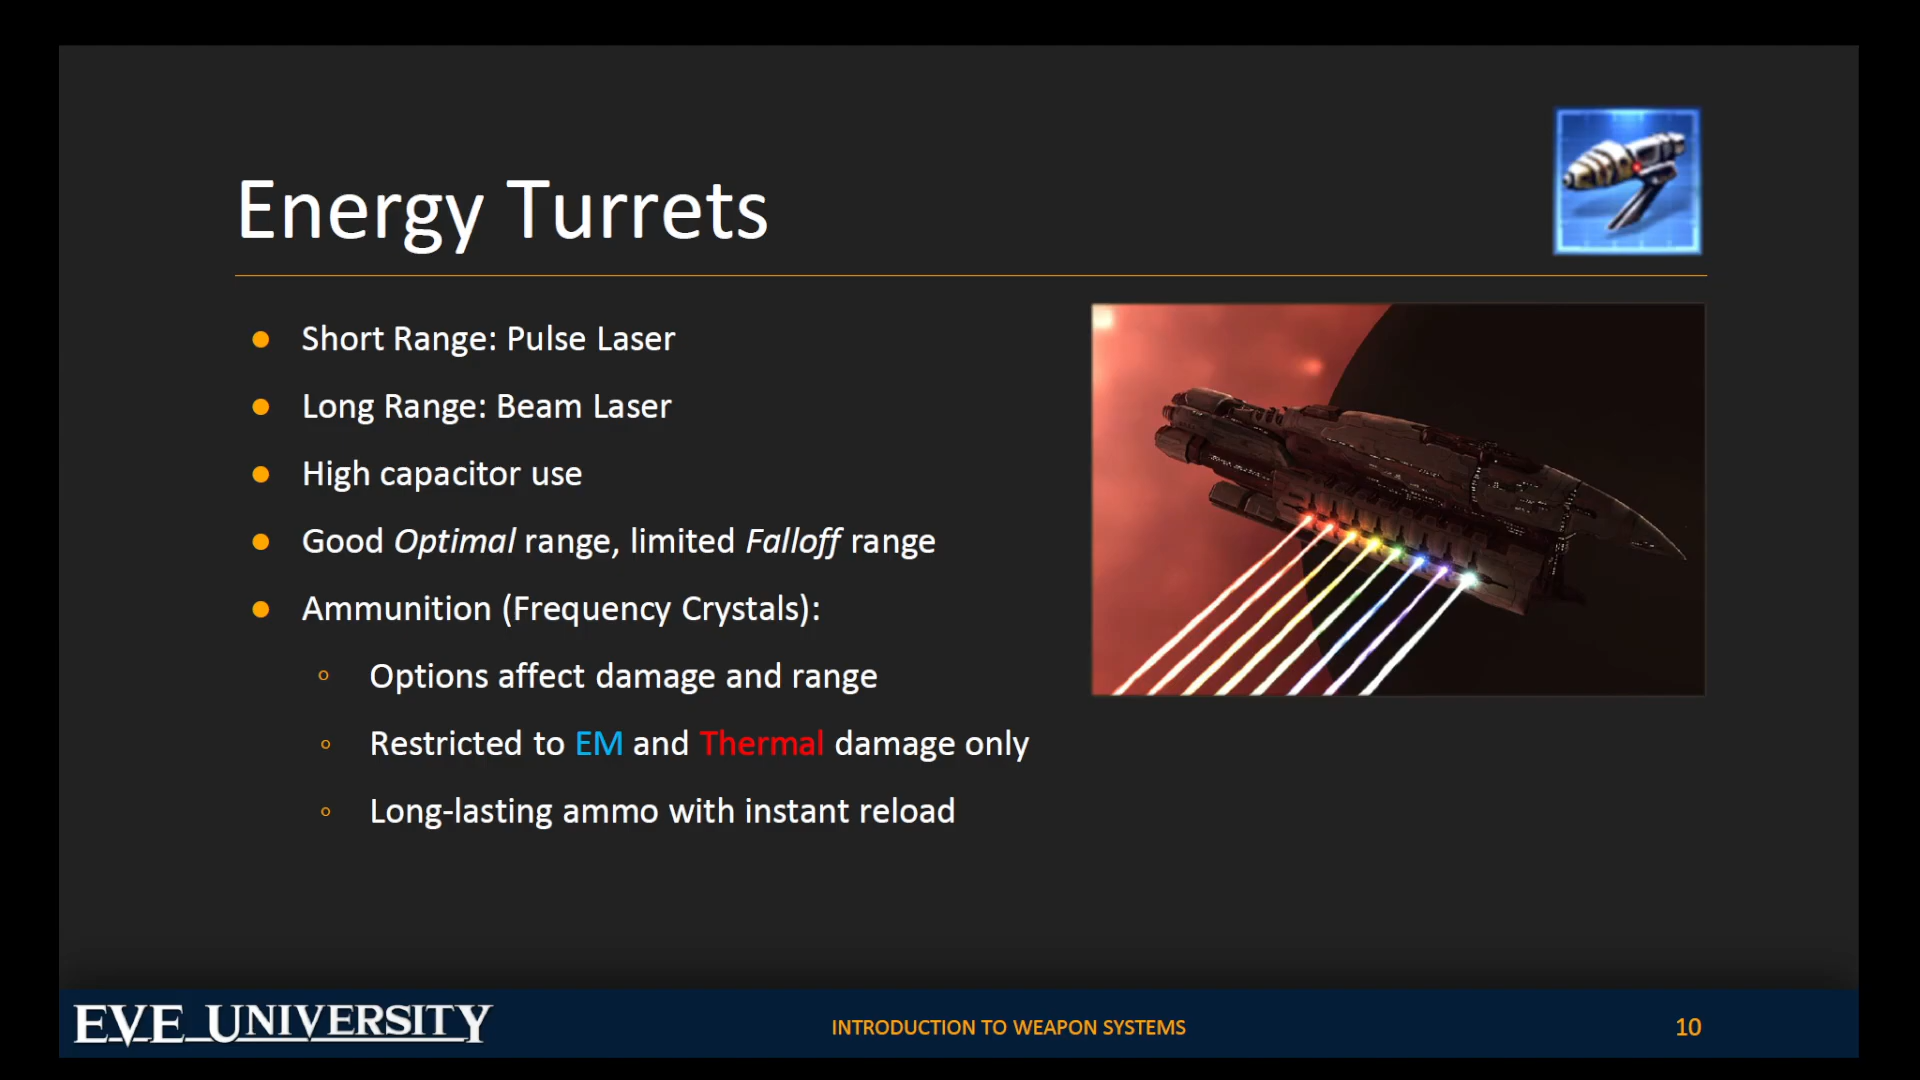 Energy Turrets
Short Range: Pulse Laser
Long Range: Beam Laser
High capacitor use
Good Optimal range, limited Falloff range
Ammunition (Frequency Crystals):
Options affect damage and range
Restricted to EM and Thermal damage only
Long-lasting ammo with instant reload
EVE UNIVERSITY
INTRODUCTION TO WEAPON SYSTEMS
10